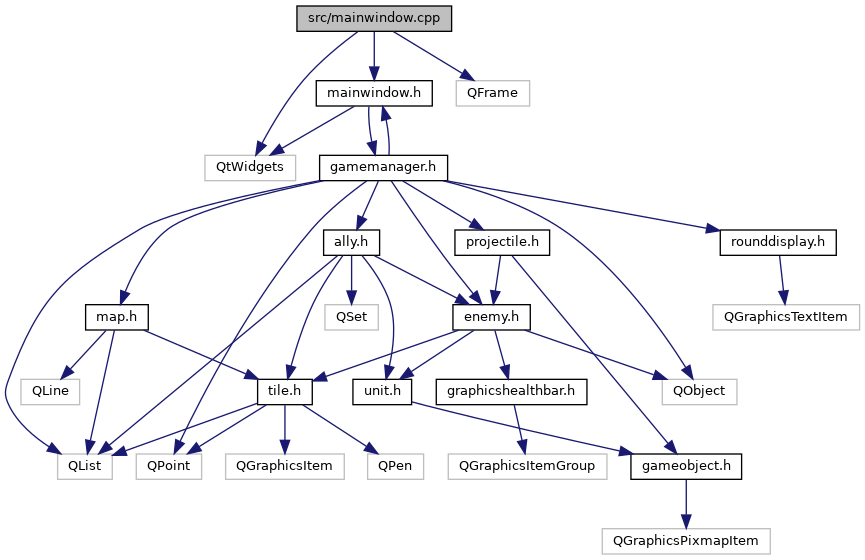 src/mainwindow.cpp
mainwindow.h
QFrame
QtWidgets
gamemanager.h
ally.h
projectile.h
rounddisplay.h
map.h
QSet
enemy.h
QGraphicsTextItem
QLine
tile.h
unit.h
graphicshealthbar.h
QObject
QList
QPoint
QGraphicsItem
QPen
QGraphicsItemGroup
gameobject.h
QGraphicsPixmapItem